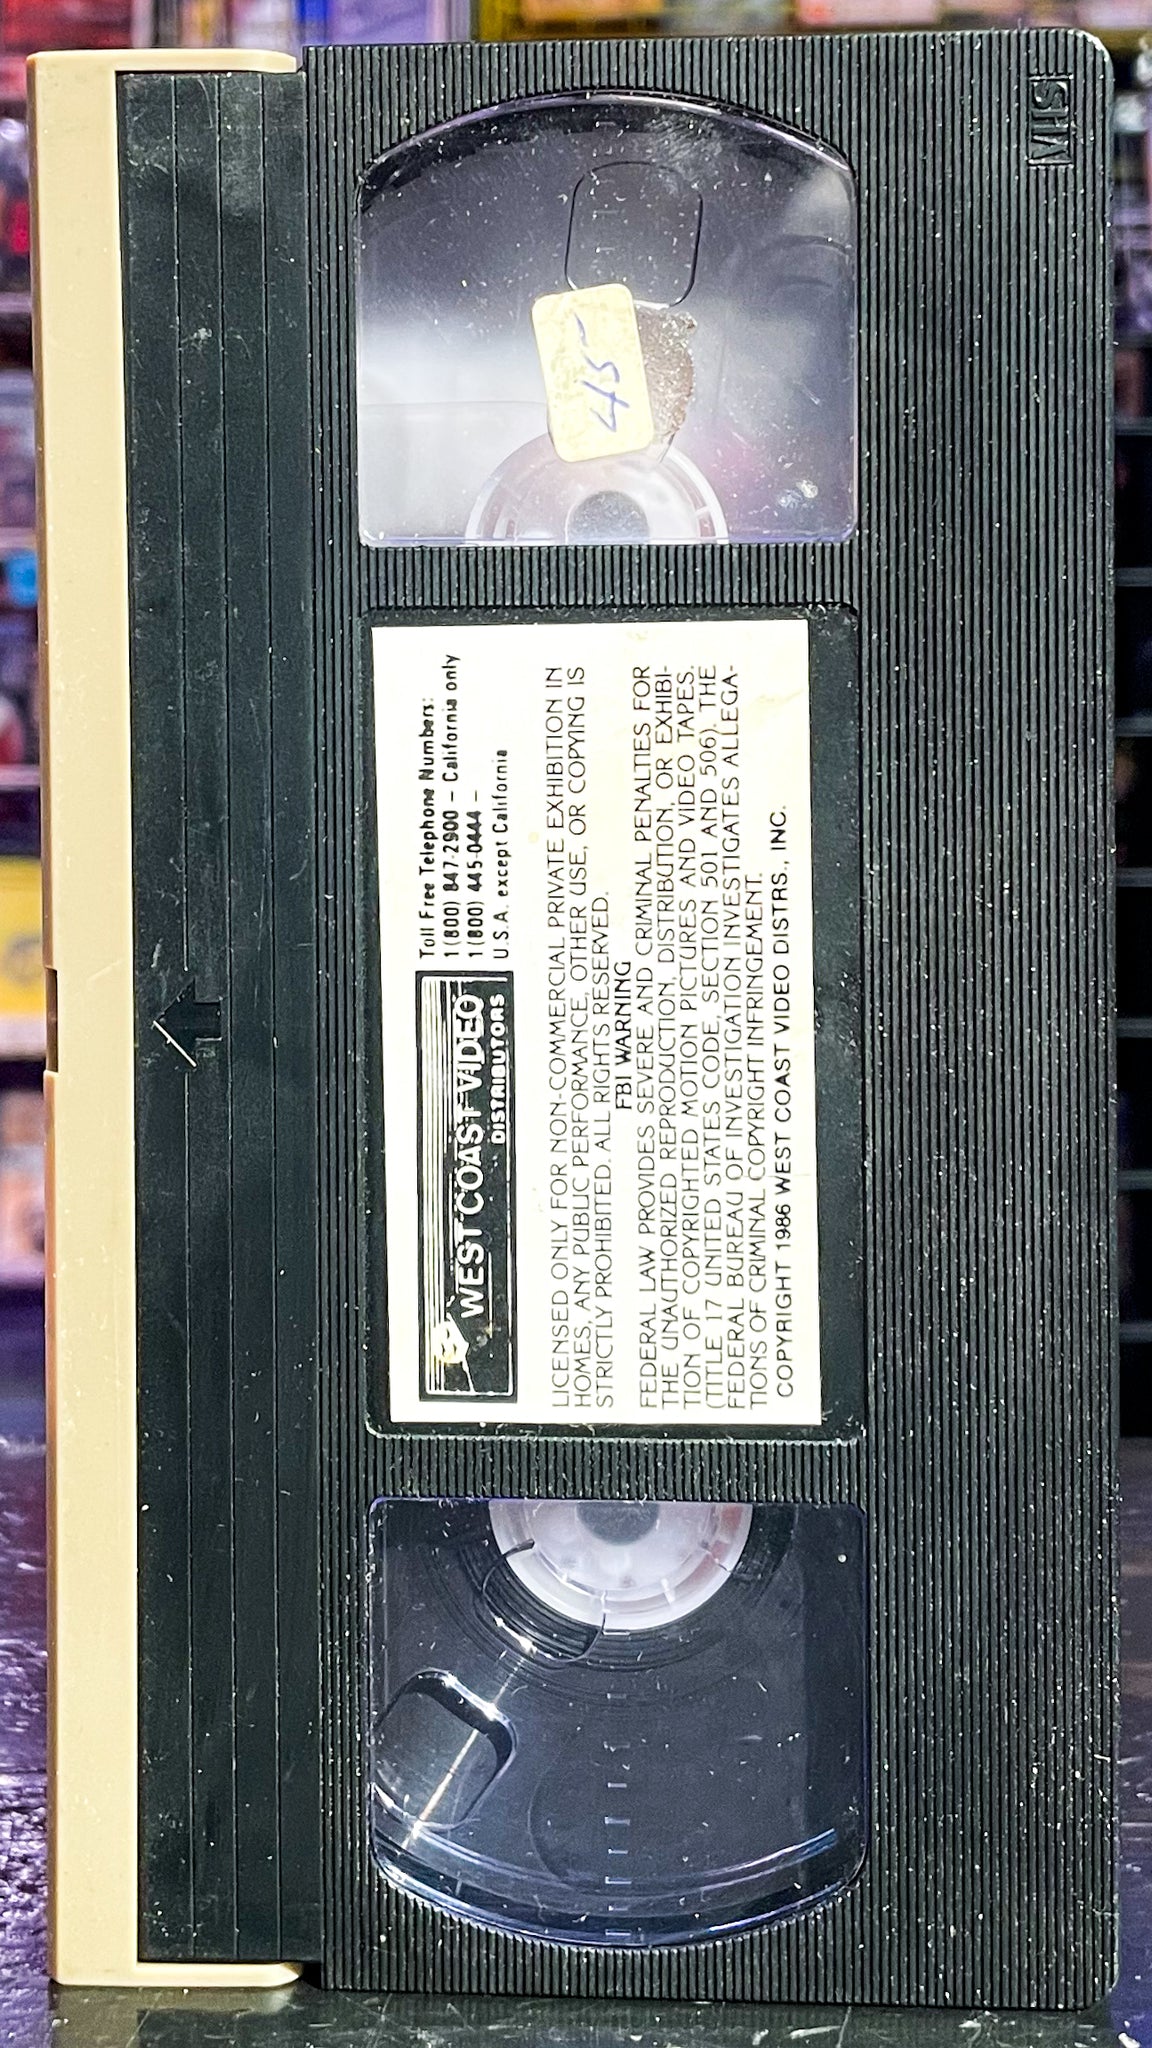 VHS
45-
WEST COAST VIDEO
DISTRIBUTORS
Toll Free Telephone Numbers:
1(800) 847-2900 – California only
1(800) 445-0444 –
U.S.A. except California
LICENSED ONLY FOR NON-COMMERCIAL PRIVATE EXHIBITION IN
HOMES, ANY PUBLIC PERFORMANCE, OTHER USE, OR COPYING IS
STRICTLY PROHIBITED. ALL RIGHTS RESERVED.
FBI WARNING
FEDERAL LAW PROVIDES SEVERE AND CRIMINAL PENALTIES FOR
THE UNAUTHORIZED REPRODUCTION, DISTRIBUTION, OR EXHIBI-
TION OF COPYRIGHTED MOTION PICTURES AND VIDEO TAPES.
(TITLE 17 UNITED STATES CODE, SECTION 501 AND 506). THE
FEDERAL BUREAU OF INVESTIGATION INVESTIGATES ALLEGA-
TIONS OF CRIMINAL COPYRIGHT INFRINGEMENT.
COPYRIGHT 1986 WEST COAST VIDEO DISTRS., INC.